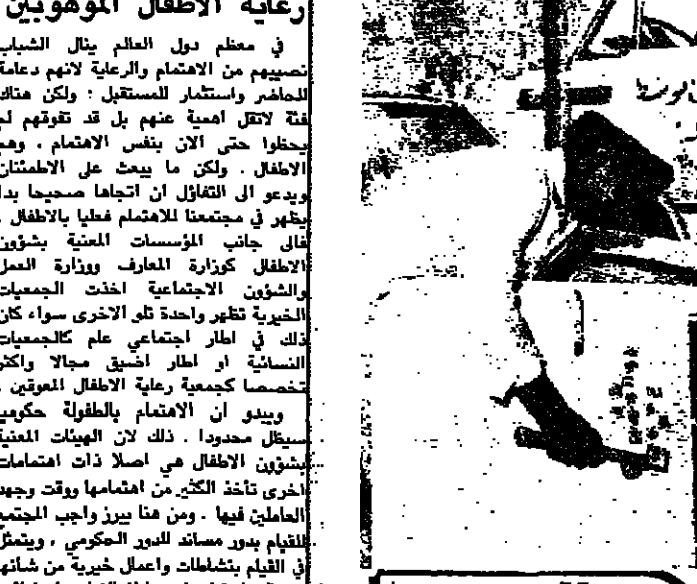 رعاية الاطفال الموهوبين
في معظم دول العالم ينال الشباب
نصيبهم من الاهتمام والرعاية لانهم دعامة
للحاضر واستثمار للمستقبل ؛ ولكن هناك
فئة لاتقل اهمية عنهم بل قد تفوقهم لم
يحظوا حتى الان بنفس الاهتمام ، وهم
الاطفال . ولكن ما يبعث على الاطمئنان
ويدعو الى التفاؤل ان اتجاها صحيحا بدا
يظهر في مجتمعنا للاهتمام فعليا بالاطفال .
فالى جانب المؤسسات المعنية بشؤون
الاطفال كوزارة المعارف ووزارة العمل
والشؤون الاجتماعية اخذت الجمعيات
الخيرية تظهر واحدة تلو الاخرى سواء كان
ذلك في اطار اجتماعي عام كالجمعيات
النسائية او اطار اضيق مجالا واكثر
تخصصا كجمعية رعاية الاطفال المعوقين .
ويبدو ان الاهتمام بالطفولة حكوميا
سيظل محدودا . ذلك لان الهيئات المعنية
بشؤون الاطفال هي اصلا ذات اهتمامات
اخرى تأخذ الكثير من اهتمامها ووقت وجهد
العاملين فيها . ومن هنا يبرز واجب المجتمع
للقيام بدور مساند للدور الحكومي ، ويتمثل
في القيام بنشاطات واعمال خيرية من شأنها